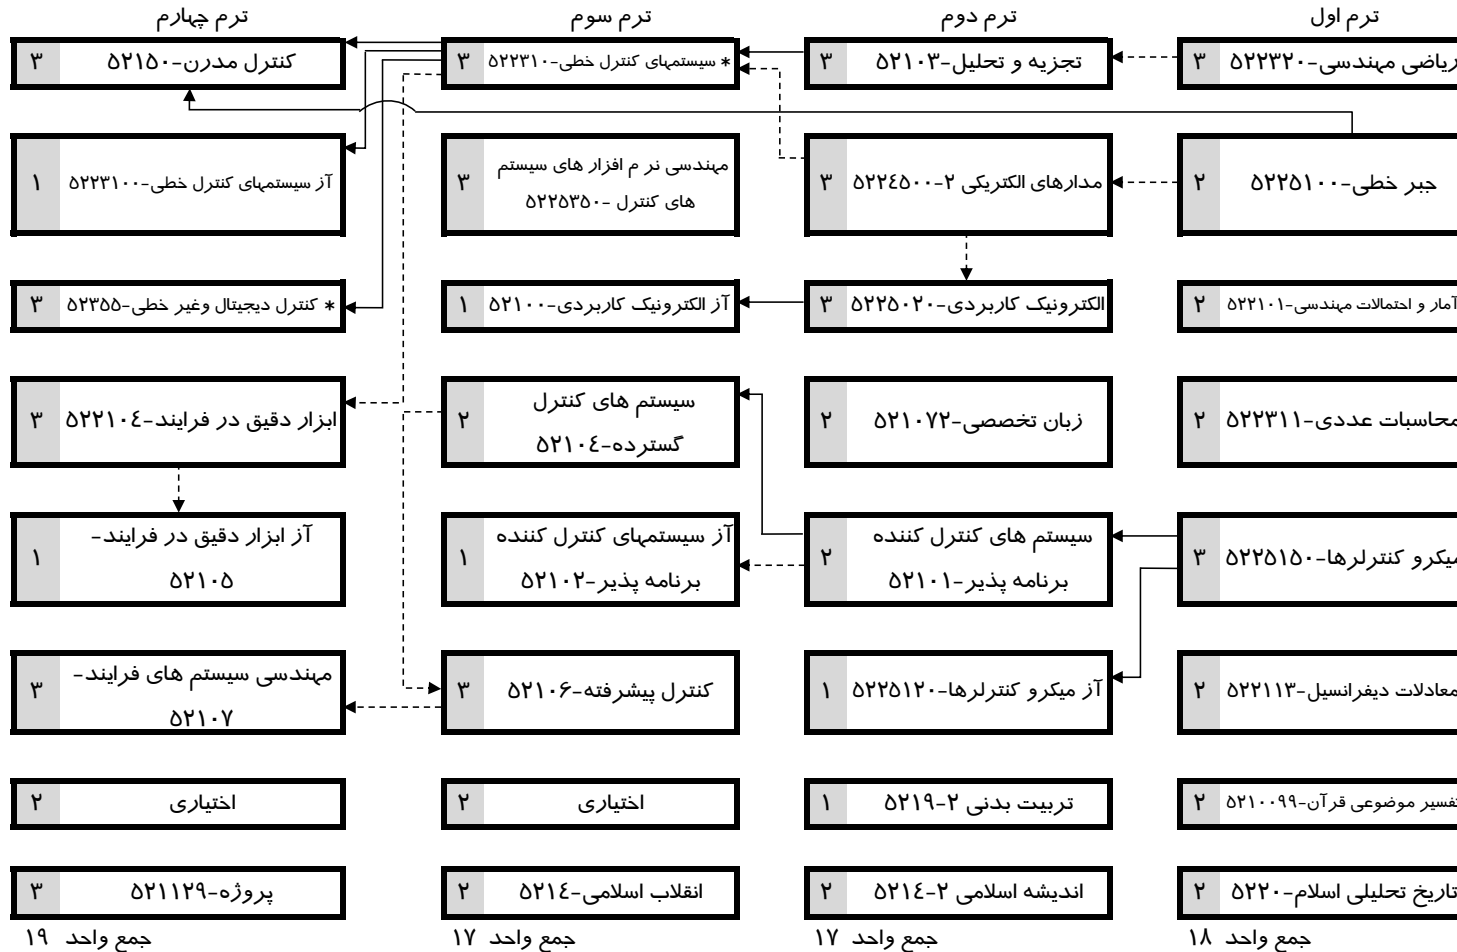 ترم اول
ریاضی مهندسی-۵۲۲۳۲۰ ۳
جبر خطی-۵۲۲۵۱۰۰ ۲
آمار و احتمالات مهندسی-۵۲۲۱۰۱ ۲
محاسبات عددی-۵۲۲۳۱۱ ۲
میکرو کنترلرها-۵۲۲۵۱۵۰ ۳
معادلات دیفرانسیل-۵۲۲۱۱۳ ۲
تفسیر موضوعی قرآن-۵۲۱۰۰۹۹ ۲
تاریخ تحلیلی اسلام-۵۲۲۰ ۲
جمع واحد ۱۸
ترم دوم
تجزیه و تحلیل-۵۲۱۰۳ ۳
مدارهای الکتریکی ۲-۵۲۲٤۵۰۰ ۳
الکترونیک کاربردی-۵۲۲۵۰۲۰ ۳
زبان تخصصی-۵۲۱۰۷۲ ۲
سیستم های کنترل کننده
برنامه پذیر-۵۲۱۰۱ ۲
آز میکرو کنترلرها-۵۲۲۵۱۲۰ ۱
تربیت بدنی ۲-۵۲۱۹ ۱
اندیشه اسلامی ۲-۵۲۱٤ ۲
جمع واحد ۱۷
ترم سوم
* سیستمهای کنترل خطی-۵۲۲۳۱۰ ۳
مهندسی نر م افزار های سیستم
های کنترل -۵۲۲۵۳۵۰ ۳
آز الکترونیک کاربردی-۵۲۱۰۰ ۱
سیستم های کنترل
گسترده-۵۲۱۰٤ ۲
آز سیستمهای کنترل کننده
برنامه پذیر-۵۲۱۰۲ ۱
کنترل پیشرفته-۵۲۱۰۶ ۳
اختیاری ۲
انقلاب اسلامی-۵۲۱٤ ۲
جمع واحد ۱۷
ترم چهارم
کنترل مدرن-۵۲۱۵۰ ۳
آز سیستمهای کنترل خطی-۵۲۲۳۱۰۰ ۱
* کنترل دیجیتال وغیر خطی-۵۲۳۵۵ ۳
ابزار دقیق در فرایند-۵۲۲۱۰٤ ۳
آز ابزار دقیق در فرایند-
۵۲۱۰۵ ۱
مهندسی سیستم های فرایند-
۵۲۱۰۷ ۳
اختیاری ۲
پروژه-۵۲۱۱۲۹ ۳
جمع واحد ۱۹